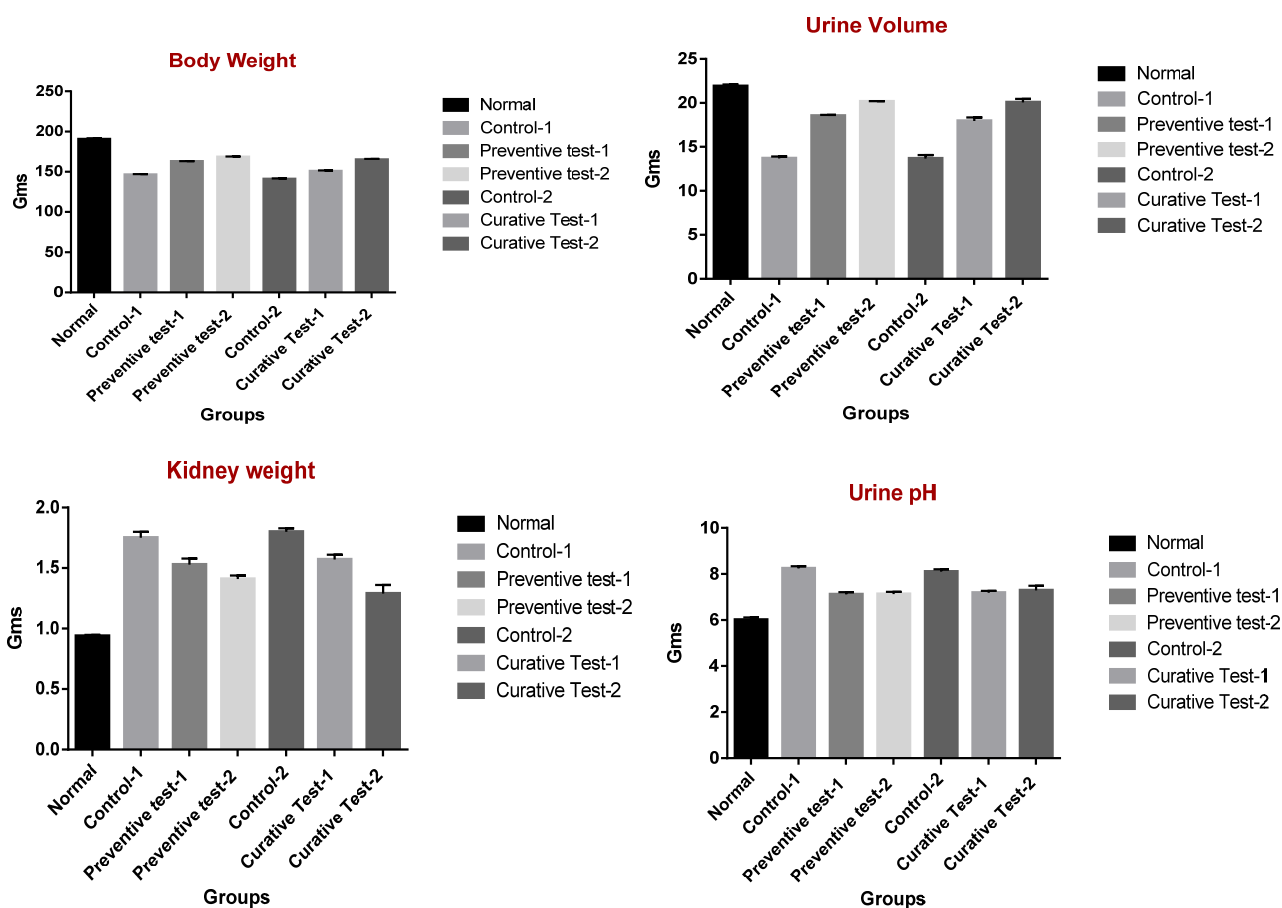 Body Weight
250
200
150
100
50
0
Gms
Normal
Control-1
Preventive test-1
Preventive test-2
Control-2
Curative Test-1
Curative Test-2
Groups
Normal
Control-1
Preventive test-1
Preventive test-2
Control-2
Curative Test-1
Curative Test-2
Urine Volume
25
20
15
10
5
0
Gms
Normal
Control-1
Preventive test-1
Preventive test-2
Control-2
Curative Test-1
Curative Test-2
Groups
Normal
Control-1
Preventive test-1
Preventive test-2
Control-2
Curative Test-1
Curative Test-2
Kidney weight
2.0
1.5
1.0
0.5
0.0
Gms
Normal
Control-1
Preventive test-1
Preventive test-2
Control-2
Curative Test-1
Curative Test-2
Groups
Normal
Control-1
Preventive test-1
Preventive test-2
Control-2
Curative Test-1
Curative Test-2
Urine pH
10
8
6
4
2
0
Gms
Normal
Control-1
Preventive test-1
Preventive test-2
Control-2
Curative Test-1
Curative Test-2
Groups
Normal
Control-1
Preventive test-1
Preventive test-2
Control-2
Curative Test-1
Curative Test-2